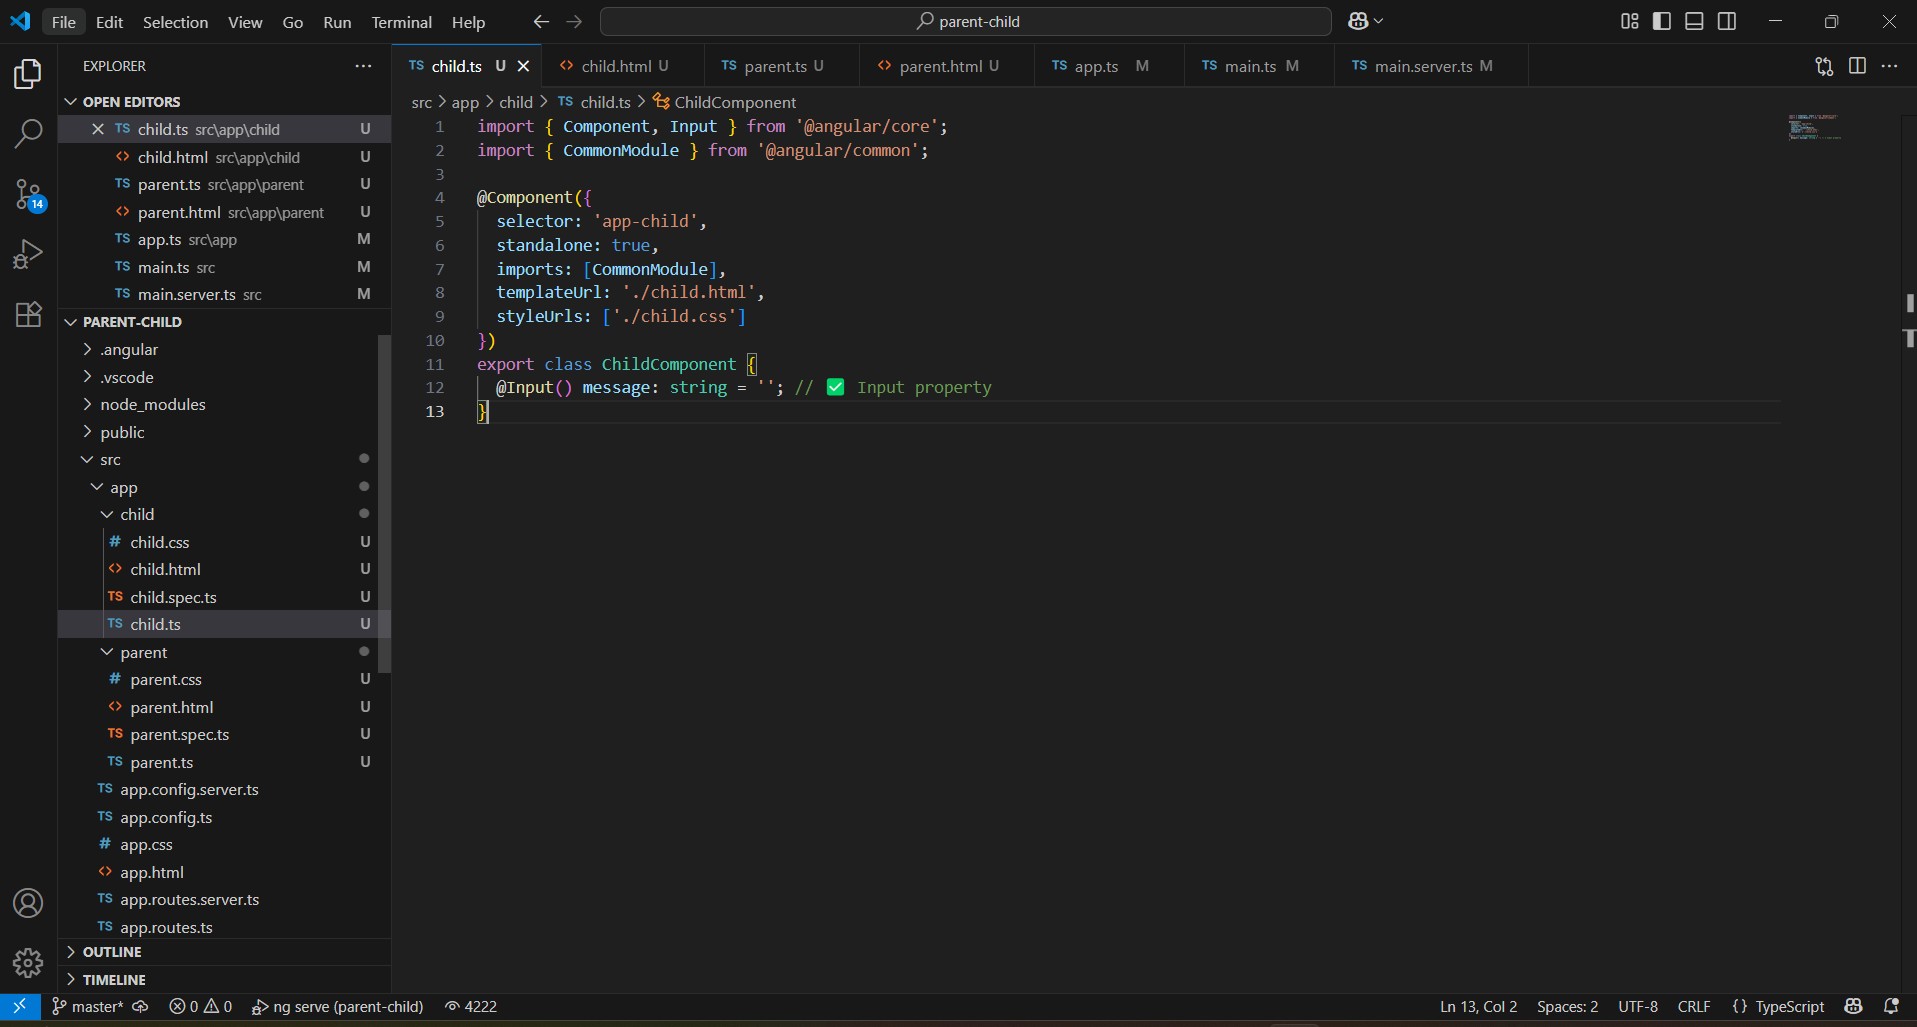 File Edit Selection View Go Run Terminal Help
parent-child
EXPLORER
OPEN EDITORS
TS child.ts src\app\child U
<> child.html src\app\child U
TS parent.ts src\app\parent U
<> parent.html src\app\parent U
TS app.ts src\app M
TS main.ts src M
TS main.server.ts src M
PARENT-CHILD
.angular
.vscode
node_modules
public
src
app
child
# child.css U
<> child.html U
TS child.spec.ts U
TS child.ts U
parent
# parent.css U
<> parent.html U
TS parent.spec.ts U
TS parent.ts U
TS app.config.server.ts
TS app.config.ts
# app.css
<> app.html
TS app.routes.server.ts
TS app.routes.ts
OUTLINE
TIMELINE
14
TS child.ts U
<> child.html U
TS parent.ts U
<> parent.html U
TS app.ts M
TS main.ts M
TS main.server.ts M
src > app > child > TS child.ts > ChildComponent
1 import { Component, Input } from '@angular/core';
2 import { CommonModule } from '@angular/common';
3
4 @Component({
5 selector: 'app-child',
6 standalone: true,
7 imports: [CommonModule],
8 templateUrl: './child.html',
9 styleUrls: ['./child.css']
10 })
11 export class ChildComponent {
12 @Input() message: string = ''; // ✅ Input property
13 }
master* 0 0 ng serve (parent-child) 4222
Ln 13, Col 2 Spaces: 2 UTF-8 CRLF {} TypeScript